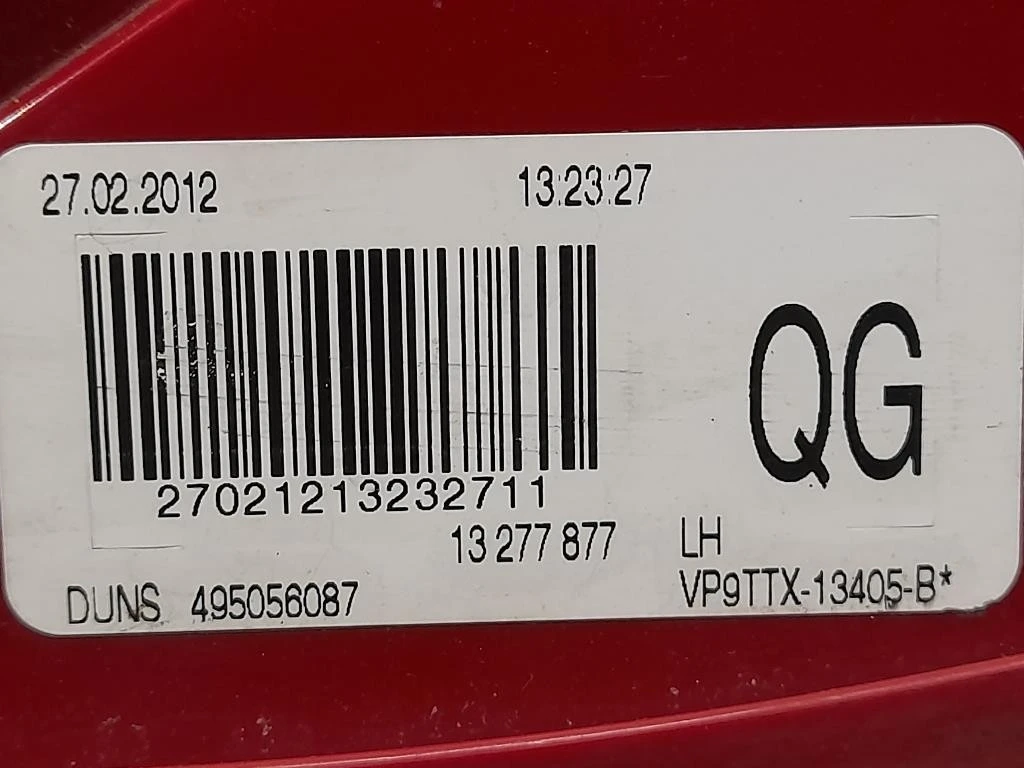 27.02.2012 13:23:27
QG
27021213232711
13 277 877
LH
DUNS 495056087
VP9TTX-13405-B*